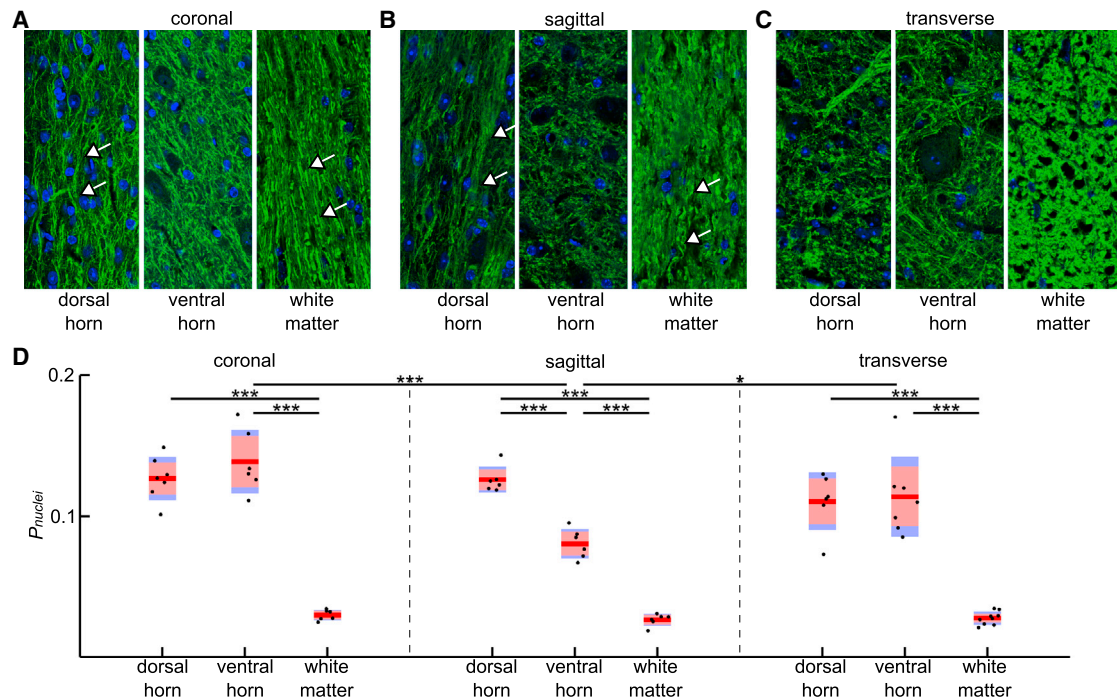 A coronal B sagittal C transverse
dorsal horn ventral horn white matter dorsal horn ventral horn white matter dorsal horn ventral horn white matter
D coronal sagittal transverse
0.2
*** *
*** *** ***
*** *** *** ***
0.1
Pnuclei
dorsal horn ventral horn white matter dorsal horn ventral horn white matter dorsal horn ventral horn white matter